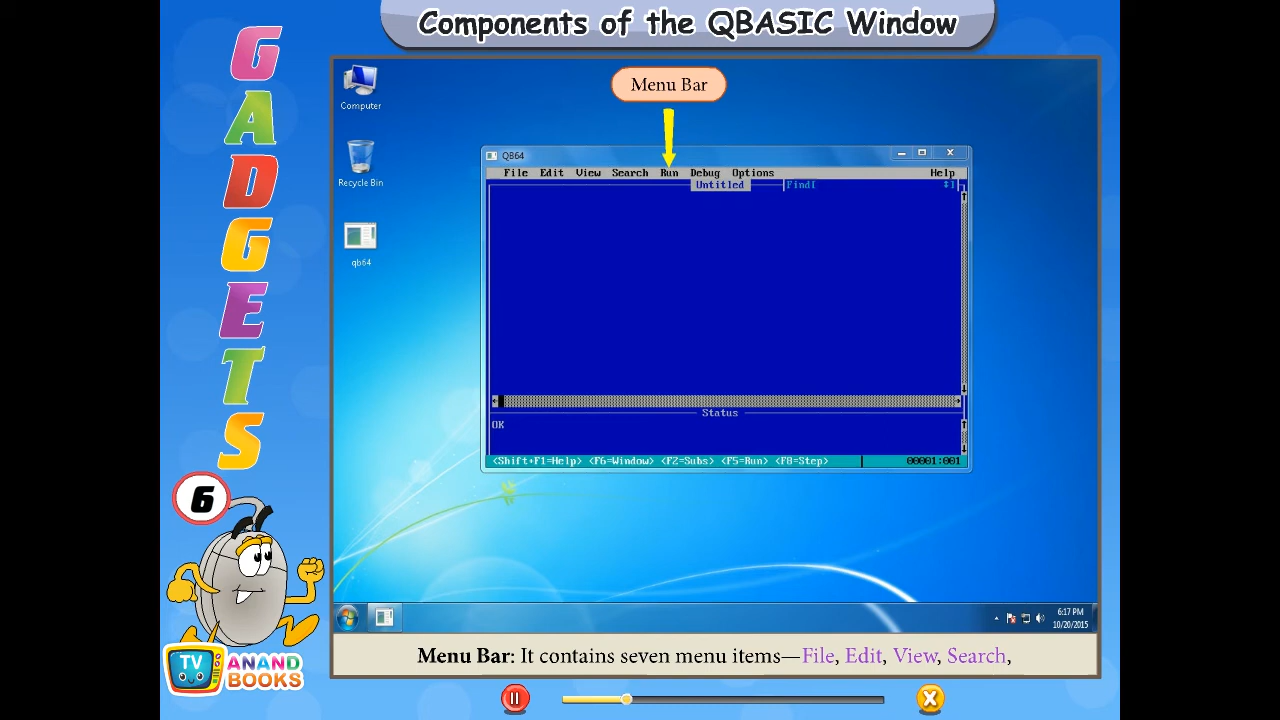 Components of the QBASIC Window
GADGETS
6
TV
ANAND
BOOKS
Computer
Recycle Bin
qb64
Menu Bar
QB64
File Edit View Search Run Debug Options Help
Untitled
Find[
Status
OK
<Shift+F1=Help> <F6=Window> <F2=Subs> <F5=Run> <F8=Step>
00001:001
6:17 PM
10/20/2015
Menu Bar: It contains seven menu items—File, Edit, View, Search,